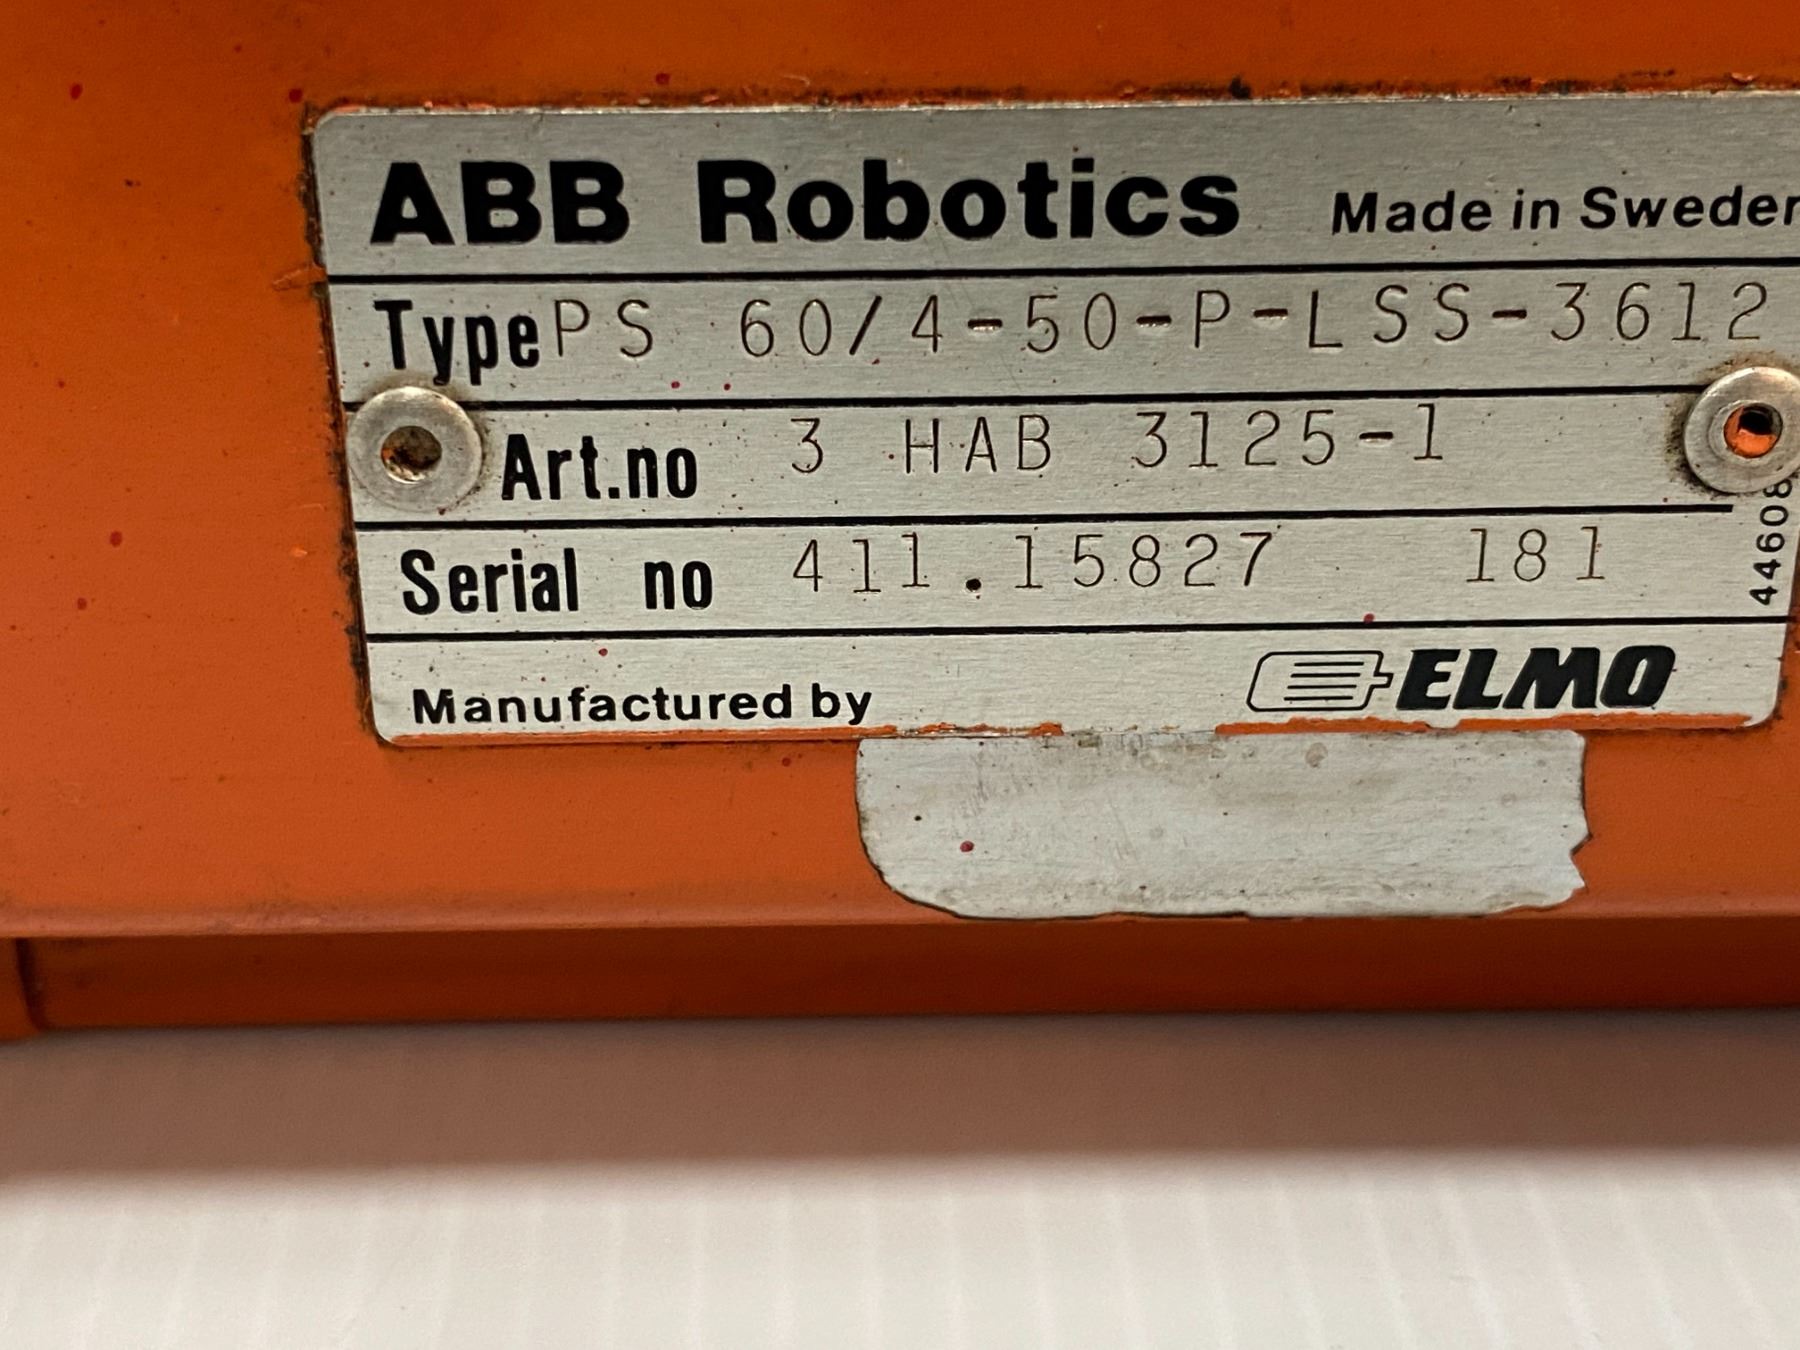 ABB Robotics Made in Sweden
Type PS 60/4-50-P-LSS-3612
Art.no 3 HAB 3125-1
Serial no 411.15827 181
44608
Manufactured by ELMO